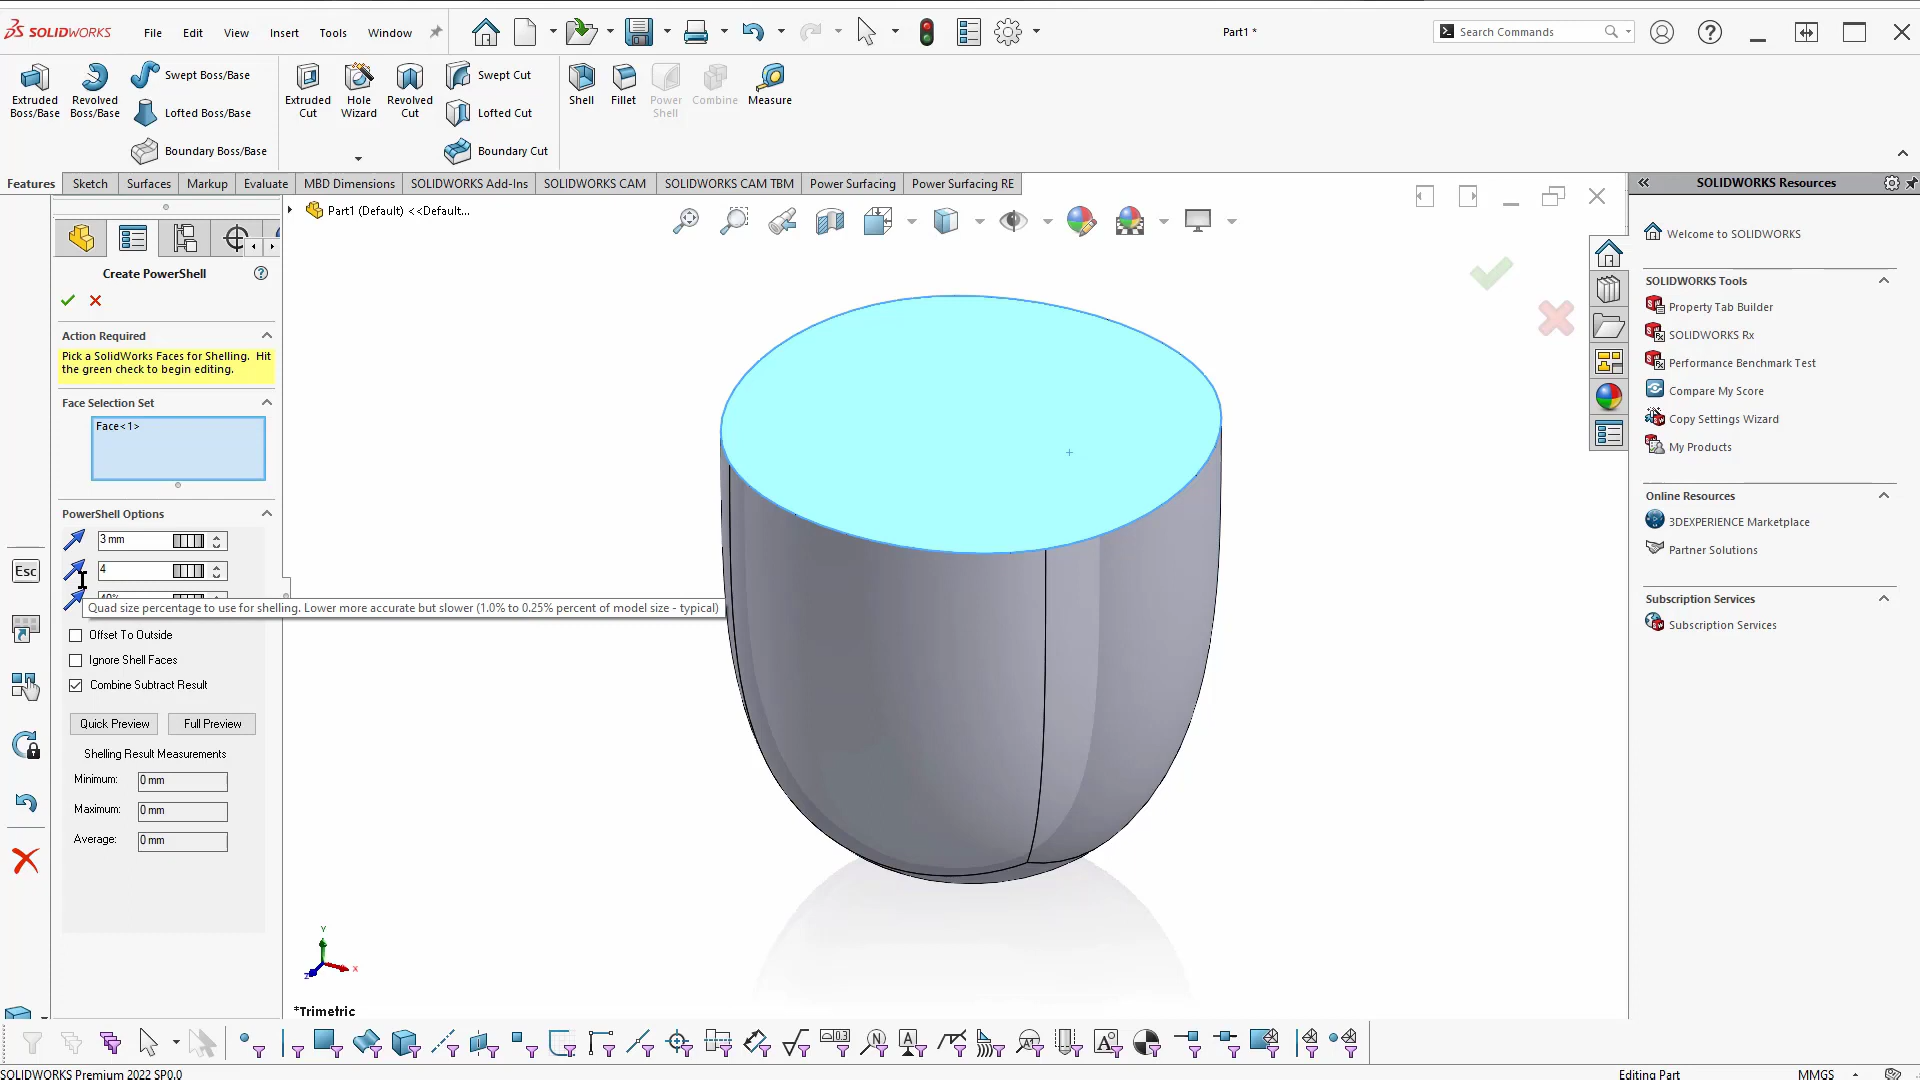 SOLIDWORKS
File
Edit
View
Insert
Tools
Window
Part1 *
Search Commands
Extruded Boss/Base
Revolved Boss/Base
Swept Boss/Base
Lofted Boss/Base
Boundary Boss/Base
Extruded Cut
Hole Wizard
Revolved Cut
Swept Cut
Lofted Cut
Boundary Cut
Shell
Fillet
Power Shell
Combine
Measure
Features
Sketch
Surfaces
Markup
Evaluate
MBD Dimensions
SOLIDWORKS Add-Ins
SOLIDWORKS CAM
SOLIDWORKS CAM TBM
Power Surfacing
Power Surfacing RE
Part1 (Default) <<Default...
Create PowerShell
Action Required
Pick a SolidWorks Faces for Shelling. Hit
the green check to begin editing.
Face Selection Set
Face<1>
PowerShell Options
3 mm
4
Quad size percentage to use for shelling. Lower more accurate but slower (1.0% to 0.25% percent of model size - typical)
Offset To Outside
Ignore Shell Faces
Combine Subtract Result
Quick Preview
Full Preview
Shelling Result Measurements
Minimum:
0 mm
Maximum:
0 mm
Average:
0 mm
Esc
Y
X
Z
*Trimetric
SOLIDWORKS Resources
Welcome to SOLIDWORKS
SOLIDWORKS Tools
Property Tab Builder
SOLIDWORKS Rx
Performance Benchmark Test
Compare My Score
Copy Settings Wizard
My Products
Online Resources
3DEXPERIENCE Marketplace
Partner Solutions
Subscription Services
Subscription Services
SOLIDWORKS Premium 2022 SP0.0
Editing Part
MMGS